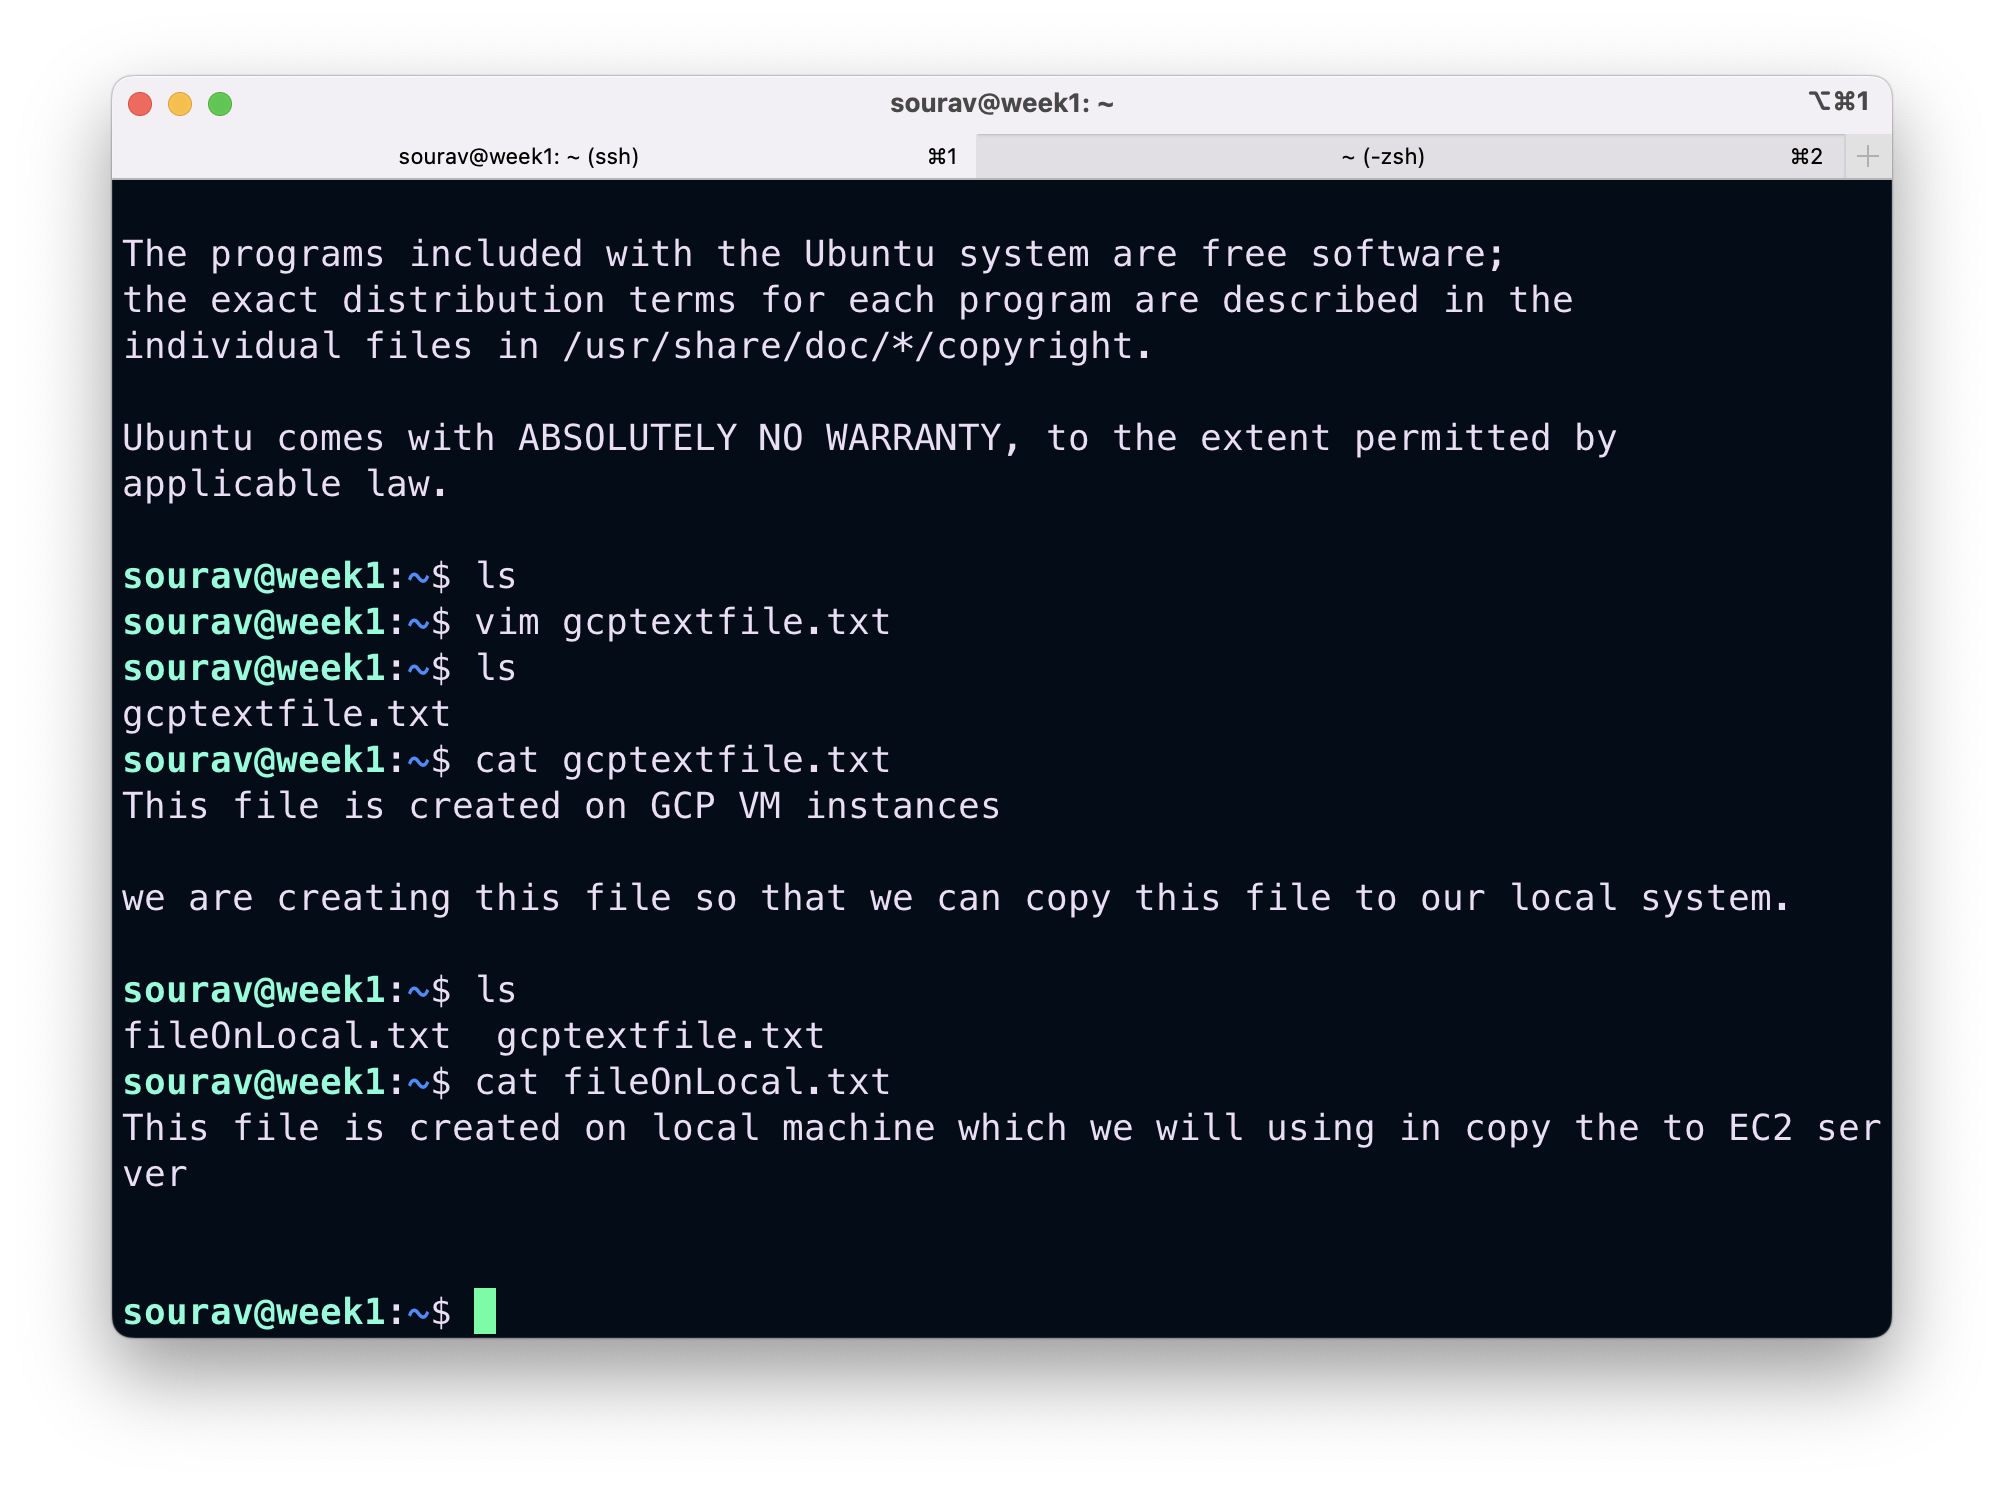 sourav@week1: ~
⌥⌘1
sourav@week1: ~ (ssh) ⌘1
~ (-zsh) ⌘2
The programs included with the Ubuntu system are free software;
the exact distribution terms for each program are described in the
individual files in /usr/share/doc/*/copyright.
Ubuntu comes with ABSOLUTELY NO WARRANTY, to the extent permitted by
applicable law.
sourav@week1:~$ ls
sourav@week1:~$ vim gcptextfile.txt
sourav@week1:~$ ls
gcptextfile.txt
sourav@week1:~$ cat gcptextfile.txt
This file is created on GCP VM instances
we are creating this file so that we can copy this file to our local system.
sourav@week1:~$ ls
fileOnLocal.txt  gcptextfile.txt
sourav@week1:~$ cat fileOnLocal.txt
This file is created on local machine which we will using in copy the to EC2 ser
ver
sourav@week1:~$